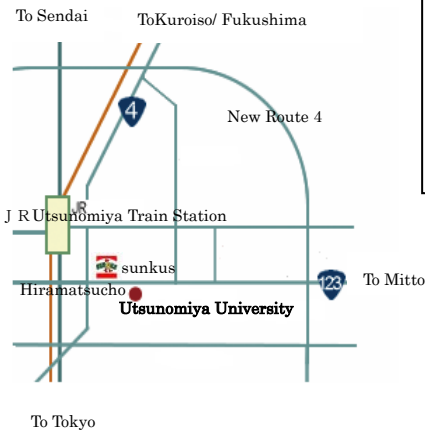 To Sendai
ToKuroiso/ Fukushima
4
New Route 4
JR
J R Utsunomiya Train Station
sunkus
Hiramatsucho
123
To Mitto
Utsunomiya University
To Tokyo